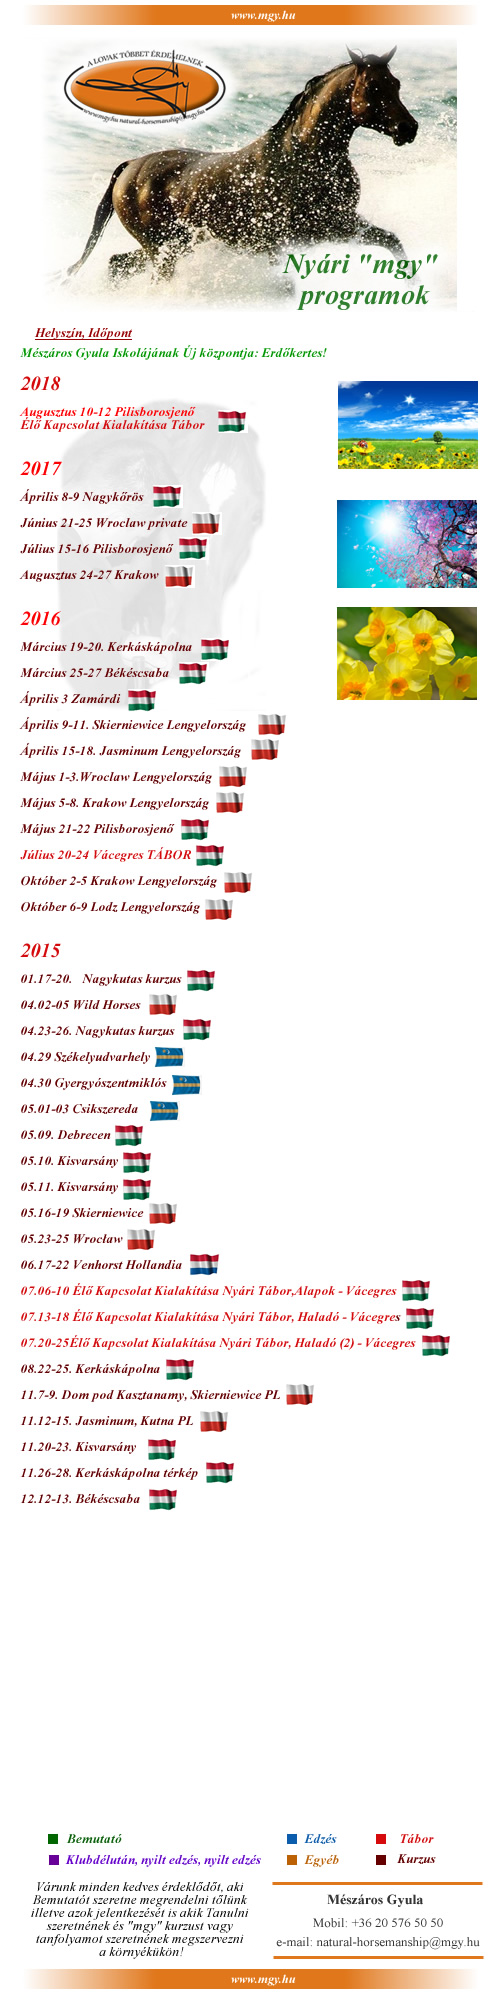 www.mgy.hu
A LOVAK TÖBBET ÉRDEMELNEK
www.mgy.hu natural-horsemanship@mgy.hu
Nyári "mgy"
programok
Helyszín, Időpont
Mészáros Gyula Iskolájának Új központja: Erdőkertes!
2018
Augusztus 10-12 Pilisborosjenő
Élő Kapcsolat Kialakítása Tábor
2017
Április 8-9 Nagykőrös
Június 21-25 Wroclaw private
Július 15-16 Pilisborosjenő
Augusztus 24-27 Krakow
2016
Március 19-20. Kerkáskápolna
Március 25-27 Békéscsaba
Április 3 Zamárdi
Április 9-11. Skierniewice Lengyelország
Április 15-18. Jasminum Lengyelország
Május 1-3.Wroclaw Lengyelország
Május 5-8. Krakow Lengyelország
Május 21-22 Pilisborosjenő
Július 20-24 Vácegres TÁBOR
Október 2-5 Krakow Lengyelország
Október 6-9 Lodz Lengyelország
2015
01.17-20. Nagykutas kurzus
04.02-05 Wild Horses
04.23-26. Nagykutas kurzus
04.29 Székelyudvarhely
04.30 Gyergyószentmiklós
05.01-03 Csikszereda
05.09. Debrecen
05.10. Kisvarsány
05.11. Kisvarsány
05.16-19 Skierniewice
05.23-25 Wrocław
06.17-22 Venhorst Hollandia
07.06-10 Élő Kapcsolat Kialakítása Nyári Tábor,Alapok - Vácegres
07.13-18 Élő Kapcsolat Kialakítása Nyári Tábor, Haladó - Vácegres
07.20-25Élő Kapcsolat Kialakítása Nyári Tábor, Haladó (2) - Vácegres
08.22-25. Kerkáskápolna
11.7-9. Dom pod Kasztanamy, Skierniewice PL
11.12-15. Jasminum, Kutna PL
11.20-23. Kisvarsány
11.26-28. Kerkáskápolna térkép
12.12-13. Békéscsaba
Bemutató
Edzés
Tábor
Klubdélután, nyilt edzés, nyilt edzés
Egyéb
Kurzus
Várunk minden kedves érdeklődőt, aki
Bemutatót szeretne megrendelni tőlünk
illetve azok jelentkezését is akik Tanulni
szeretnének és "mgy" kurzust vagy
tanfolyamot szeretnének megszervezni
a környékükön!
Mészáros Gyula
Mobil: +36 20 576 50 50
e-mail: natural-horsemanship@mgy.hu
www.mgy.hu